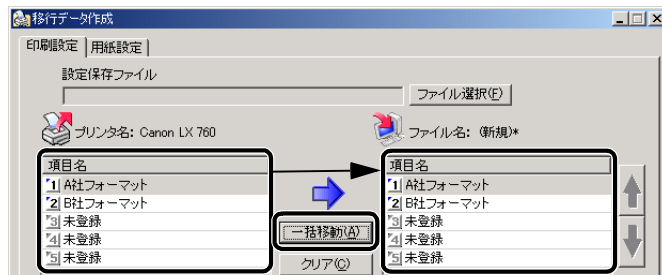 移行データ作成
印刷設定 用紙設定
設定保存ファイル
ファイル選択(F)
プリンタ名: Canon LX 760
ファイル名: (新規)*
項目名
1 A社フォーマット
2 B社フォーマット
3 未登録
4 未登録
5 未登録
一括移動(A)
クリア(C)
項目名
1 A社フォーマット
2 B社フォーマット
3 未登録
4 未登録
5 未登録